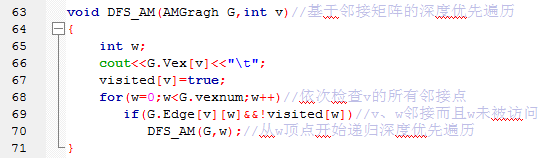 63 void DFS_AM(AMGragh G,int v)//基于邻接矩阵的深度优先遍历
64 {
65 int w;
66 cout<<G.Vex[v]<<"\t";
67 visited[v]=true;
68 for(w=0;w<G.vexnum;w++)//依次检查v的所有邻接点
69 if(G.Edge[v][w]&&!visited[w])//v、w邻接而且w未被访问
70 DFS_AM(G,w);//从w顶点开始递归深度优先遍历
71 }